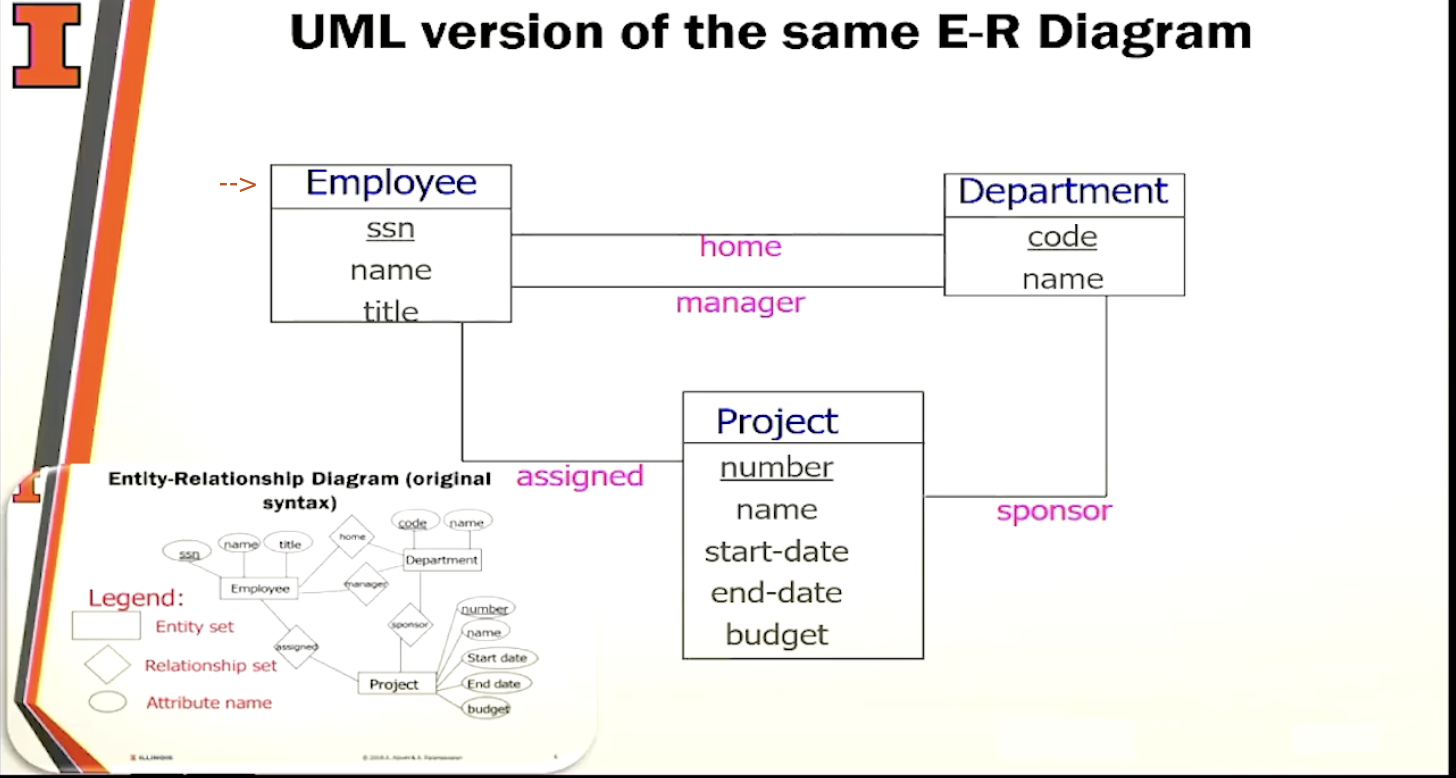 UML version of the same E-R Diagram
-->
Employee
ssn
name
title
Department
code
name
home
manager
Project
number
name
start-date
end-date
budget
assigned
sponsor
Entity-Relationship Diagram (original
syntax)
ssn
name
title
home
code
name
Department
Employee
manager
Legend:
Entity set
Relationship set
Attribute name
assigned
sponsor
number
name
Start date
End date
budget
Project
I ILLINOIS